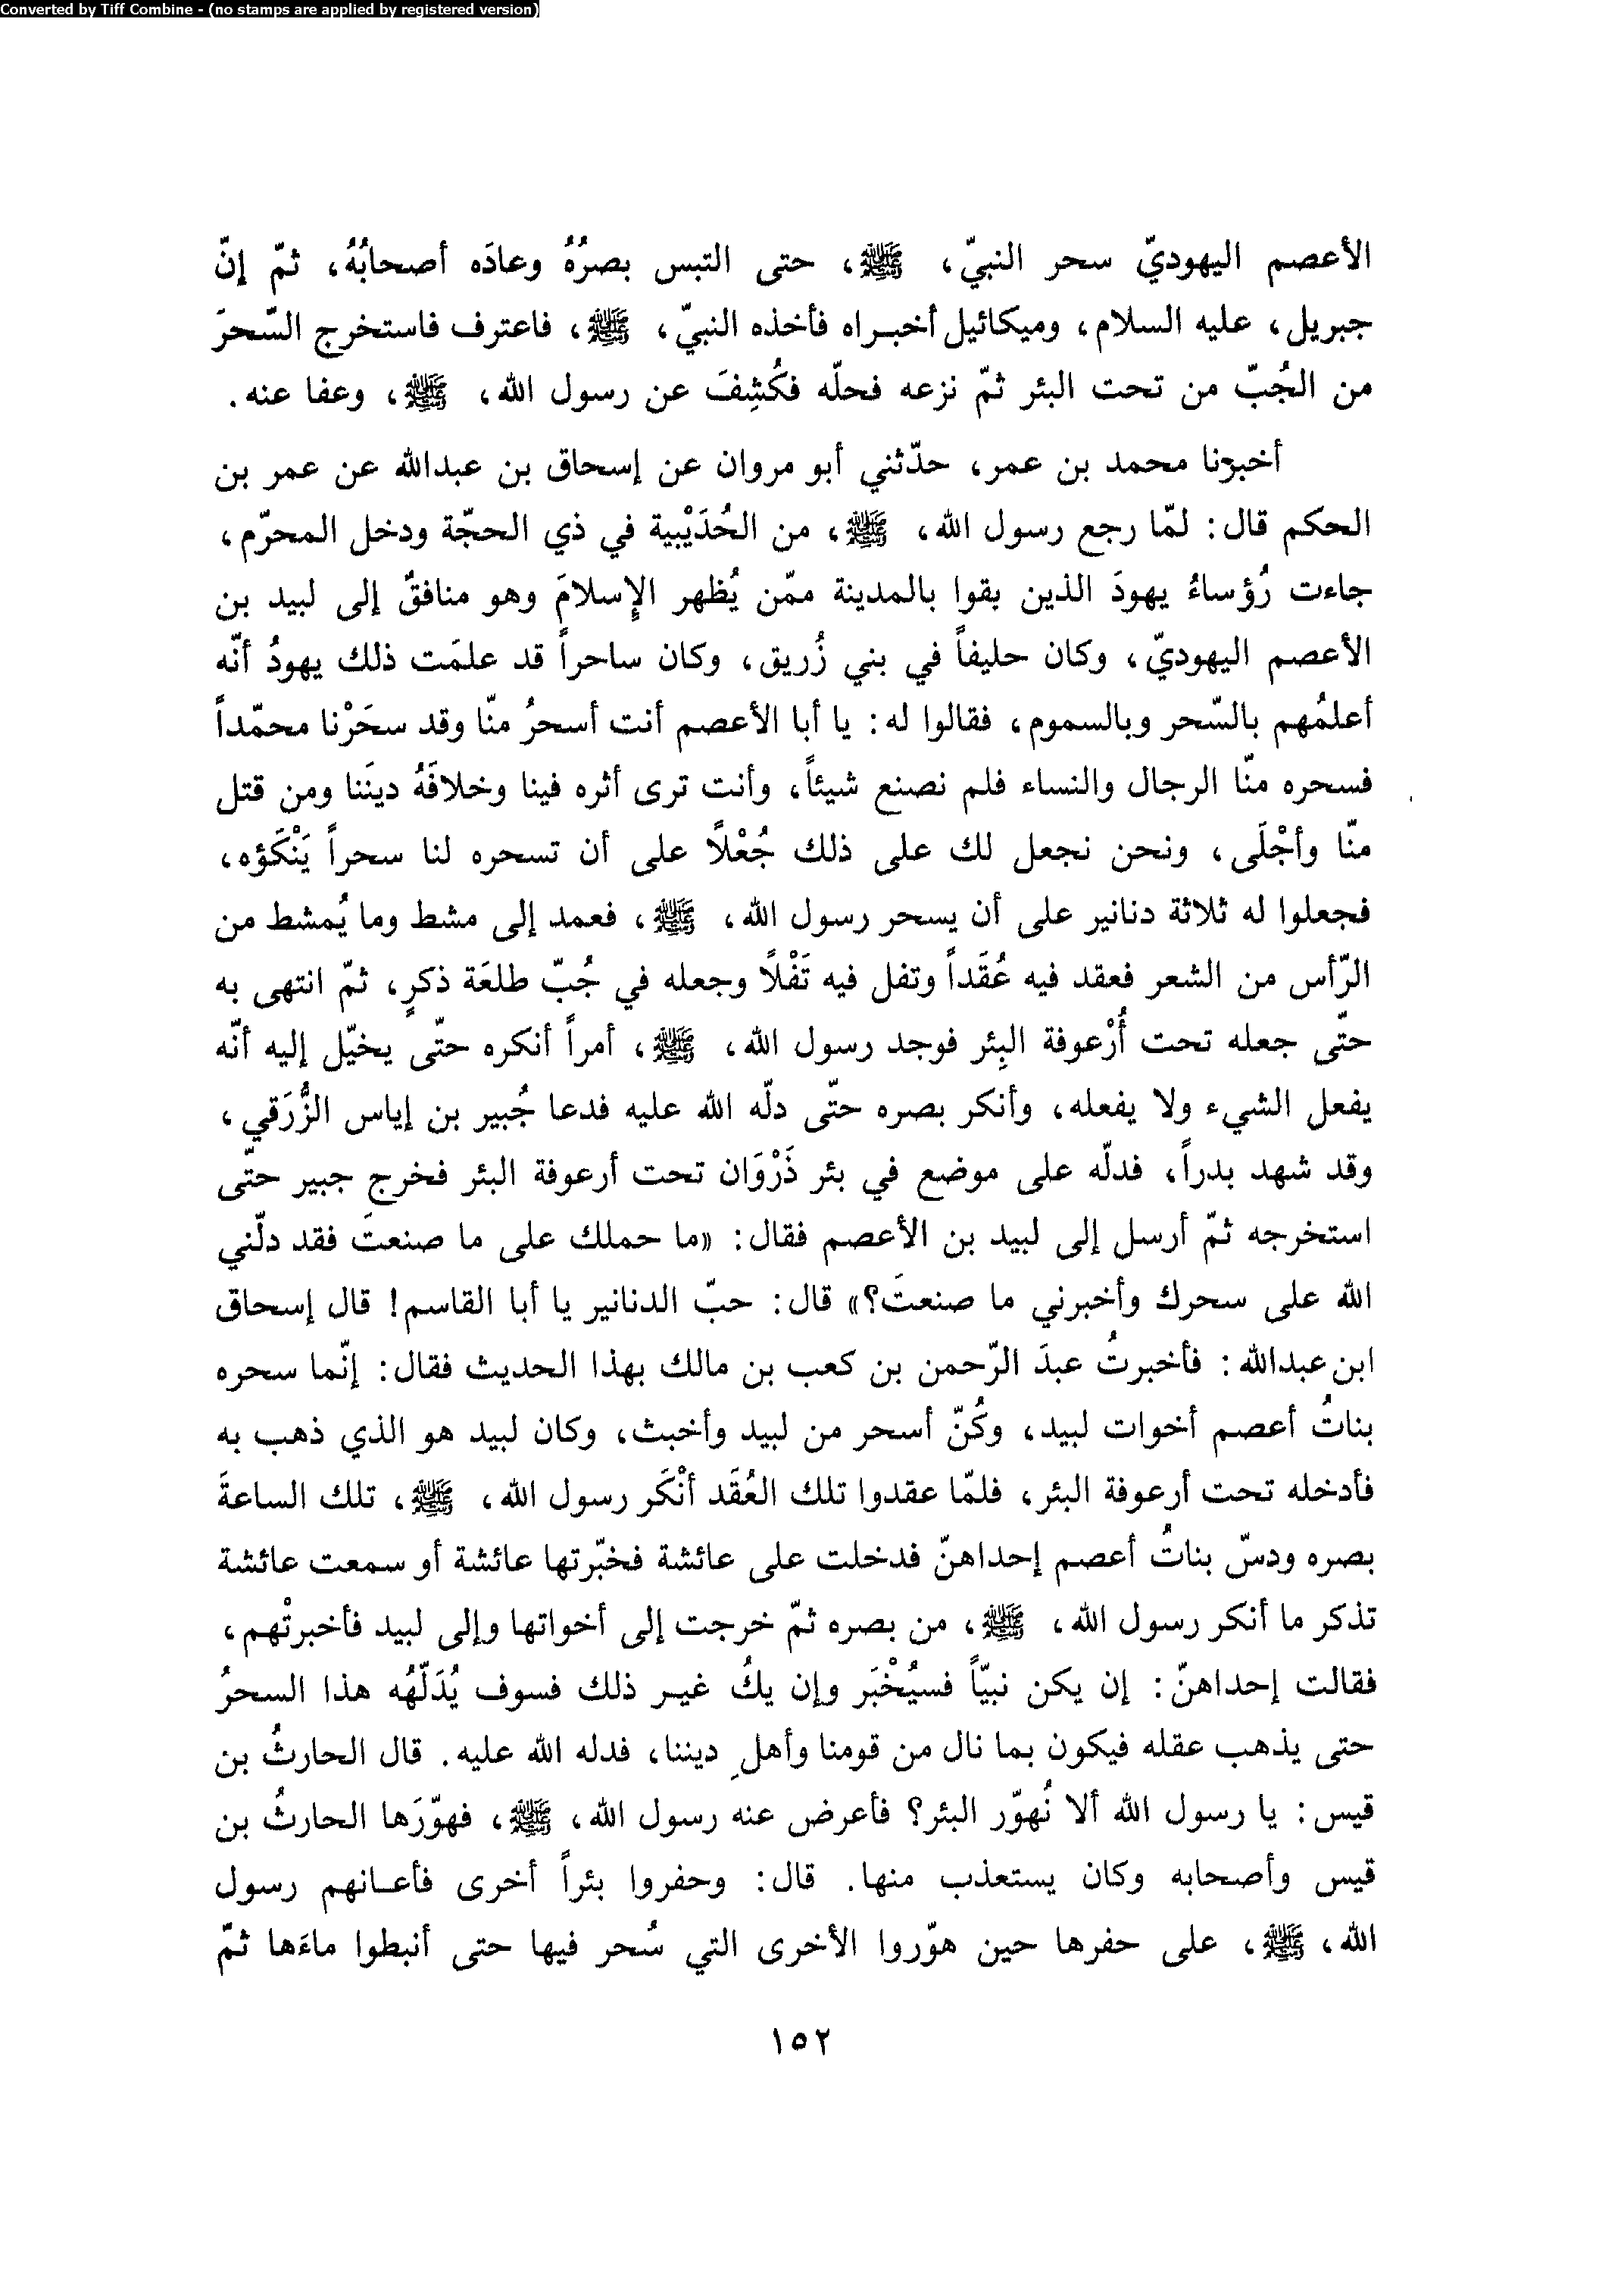 Converted by Tiff Combine - (no stamps are applied by registered version)
الأعصم اليهوديّ سحر النبيّ، ﷺ، حتى التبس بصرُهُ وعادَه أصحابُهُ، ثمّ إنّ
جبريل، عليه السلام، وميكائيل أخبـراه فأخذه النبيّ، ﷺ، فاعترف فاستخرج السّحرَ
من الجُبّ من تحت البئر ثمّ نزعه فحلّه فكُشِفَ عن رسول الله، ﷺ، وعفا عنه.
أخبرنا محمد بن عمر، حدّثني أبو مروان عن إسحاق بن عبدالله عن عمر بن
الحكم قال: لمّا رجع رسول الله، ﷺ، من الحُدَيْبية في ذي الحجّة ودخل المحرّم،
جاءت رُؤساءُ يهودَ الذين بقوا بالمدينة ممّن يُظهر الإسلامَ وهو منافقٌ إلى لبيد بن
الأعصم اليهوديّ، وكان حليفاً في بني زُريق، وكان ساحراً قد علمَت ذلك يهودُ أنّه
أعلمُهم بالسّحر وبالسموم، فقالوا له: يا أبا الأعصم أنت أسحرُ منّا وقد سحَرْنا محمّداً
فسحره منّا الرجال والنساء فلم نصنع شيئاً، وأنت ترى أثره فينا وخلافَهُ دينَنا ومن قتل
منّا وأجْلَى، ونحن نجعل لك على ذلك جُعْلاً على أن تسحره لنا سحراً يَنْكَؤه،
فجعلوا له ثلاثة دنانير على أن يسحر رسول الله، ﷺ، فعمد إلى مشط وما يُمشط من
الرّأس من الشعر فعقد فيه عُقَداً وتفل فيه تَفْلاً وجعله في جُبّ طلعَة ذكرٍ، ثمّ انتهى به
حتّى جعله تحت أُرْعوفة البِئر فوجد رسول الله، ﷺ، أمراً أنكره حتّى يخيّل إليه أنّه
يفعل الشيء ولا يفعله، وأنكر بصره حتّى دلّه الله عليه فدعا جُبير بن إياس الزُّرَقي،
وقد شهد بدراً، فدلّه على موضع في بئر ذَرْوَان تحت أرعوفة البئر فخرج جبير حتّى
استخرجه ثمّ أرسل إلى لبيد بن الأعصم فقال: «ما حملك على ما صنعتَ فقد دلّني
الله على سحرك وأخبرني ما صنعتَ؟» قال: حبّ الدنانير يا أبا القاسم! قال إسحاق
ابن عبدالله: فأخبرتُ عبدَ الرّحمن بن كعب بن مالك بهذا الحديث فقال: إنّما سحره
بناتُ أعصم أخوات لبيد، وكُنّ أسحر من لبيد وأخبث، وكان لبيد هو الذي ذهب به
فأدخله تحت أرعوفة البئر، فلمّا عقدوا تلك العُقَد أنْكَر رسول الله، ﷺ، تلك الساعةَ
بصره ودسّ بناتُ أعصم إحداهنّ فدخلت على عائشة فخبّرتها عائشة أو سمعت عائشة
تذكر ما أنكر رسول الله، ﷺ، من بصره ثمّ خرجت إلى أخواتها وإلى لبيد فأخبرتْهم،
فقالت إحداهنّ: إن يكن نبيّاً فسيُخْبَر وإن يكُ غيـر ذلك فسوف يُدَلّهُه هذا السحرُ
حتى يذهب عقله فيكون بما نال من قومنا وأهلِ ديننا، فدله الله عليه. قال الحارثُ بن
قيس: يا رسول الله ألا نُهوّر البئر؟ فأعرض عنه رسول الله، ﷺ، فهوّرَها الحارثُ بن
قيس وأصحابه وكان يستعذب منها. قال: وحفروا بئراً أخرى فأعـانهم رسول
الله، ﷺ، على حفرها حين هوّروا الأخرى التي سُحر فيها حتى أنبطوا ماءَها ثمّ
١٥٢